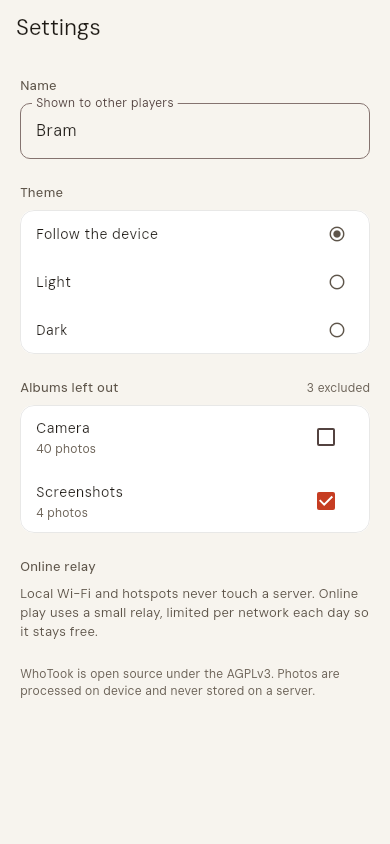 Settings
Name
Shown to other players
Bram
Theme
Follow the device
Light
Dark
Albums left out
3 excluded
Camera
40 photos
Screenshots
4 photos
Online relay
Local Wi-Fi and hotspots never touch a server. Online
play uses a small relay, limited per network each day so
it stays free.
WhoTook is open source under the AGPLv3. Photos are
processed on device and never stored on a server.